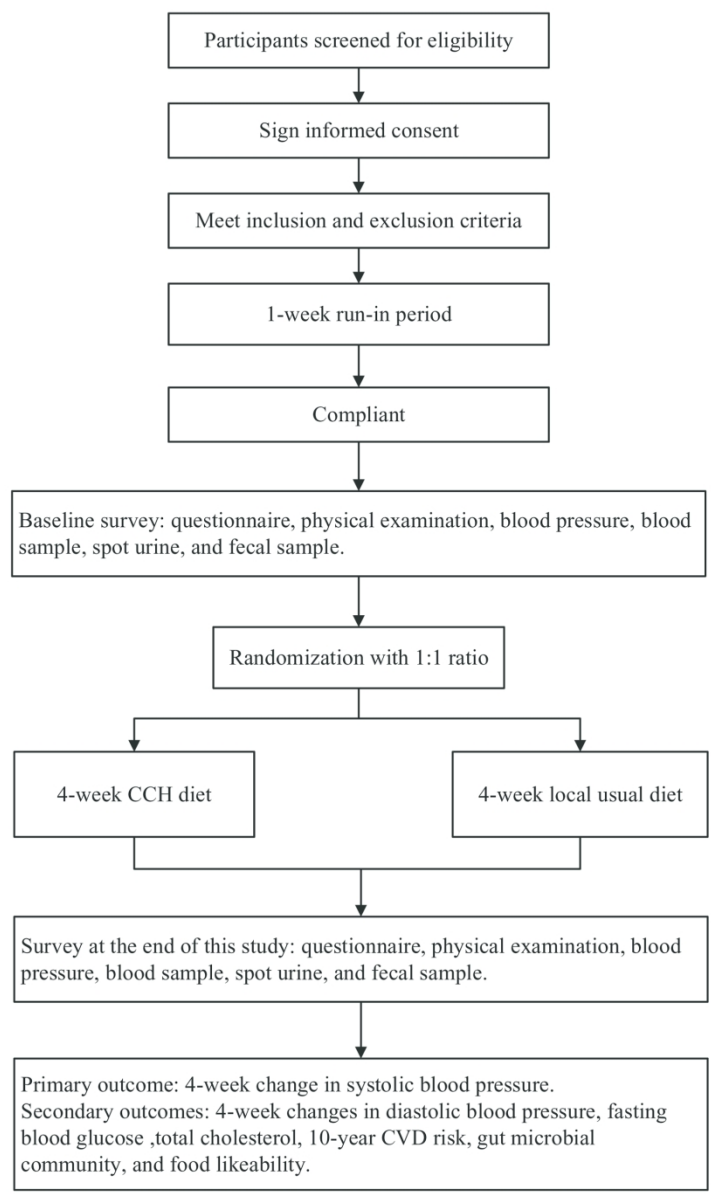 Participants screened for eligibility
Sign informed consent
Meet inclusion and exclusion criteria
1-week run-in period
Compliant
Baseline survey: questionnaire, physical examination, blood pressure, blood
sample, spot urine, and fecal sample.
Randomization with 1:1 ratio
4-week CCH diet
4-week local usual diet
Survey at the end of this study: questionnaire, physical examination, blood
pressure, blood sample, spot urine, and fecal sample.
Primary outcome: 4-week change in systolic blood pressure.
Secondary outcomes: 4-week changes in diastolic blood pressure, fasting
blood glucose ,total cholesterol, 10-year CVD risk, gut microbial
community, and food likeability.